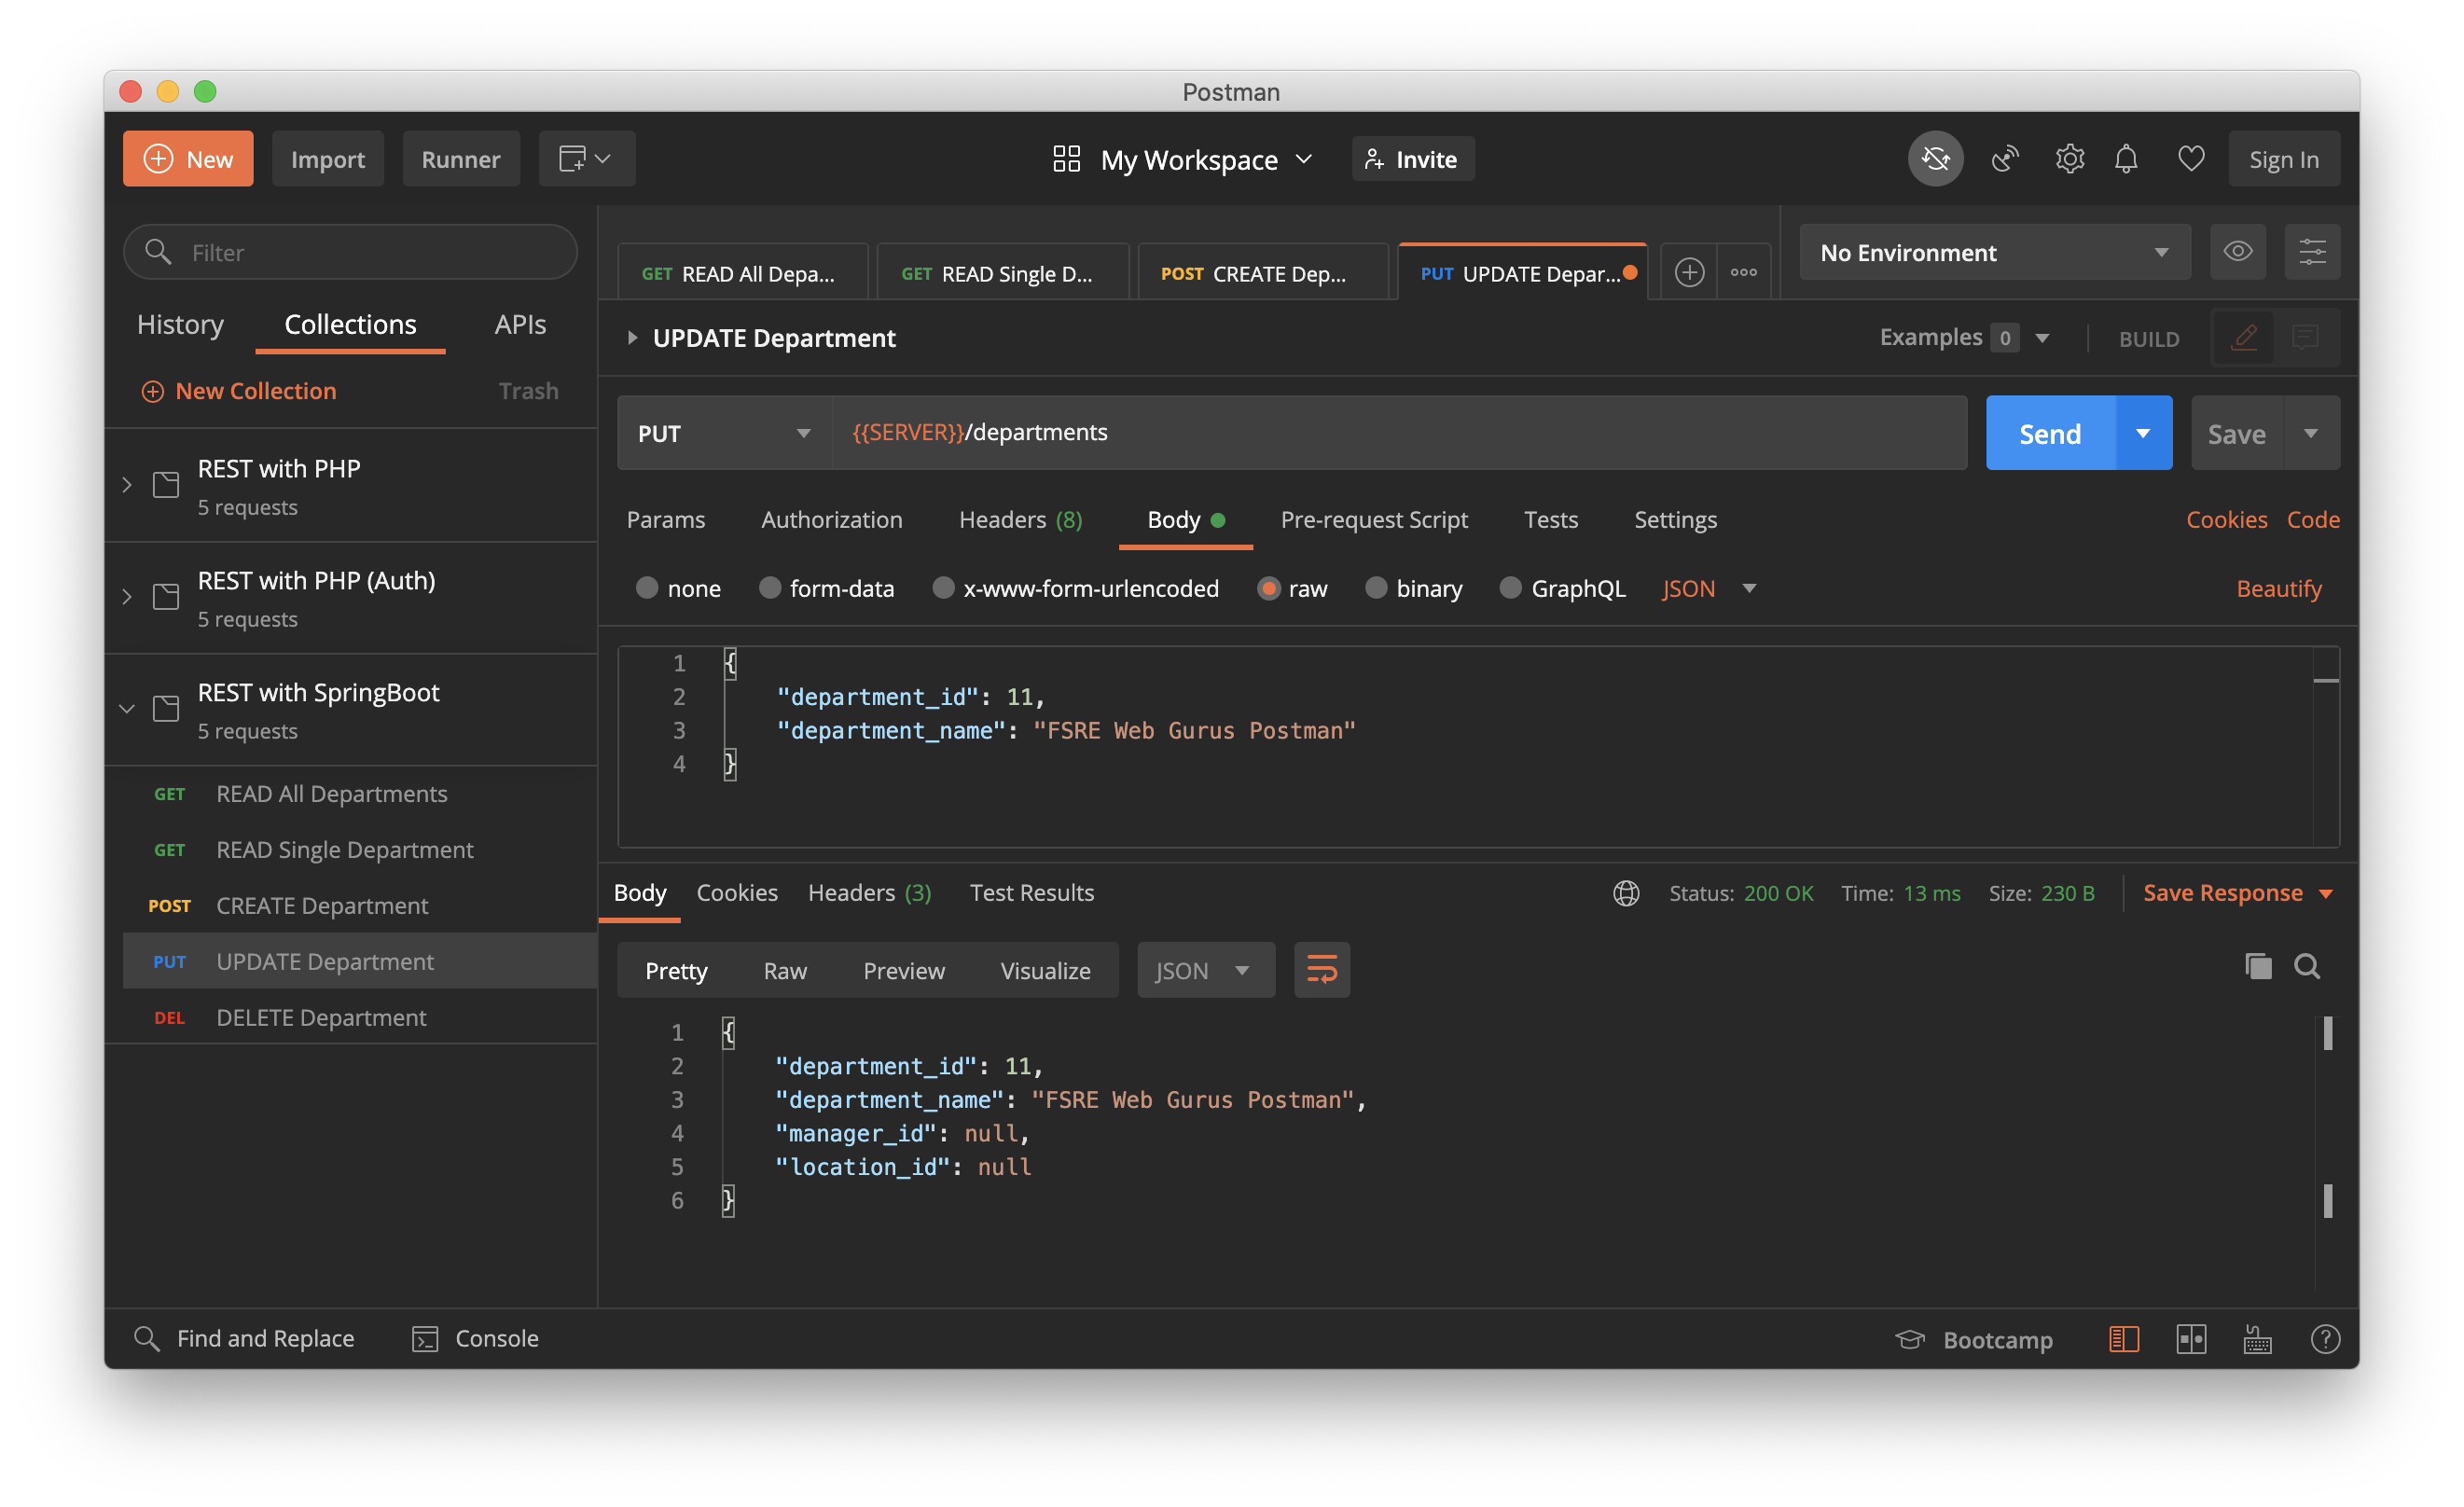 Postman
New Import Runner My Workspace Invite Sign In
Filter
GET READ All Depa... GET READ Single D... POST CREATE Dep... PUT UPDATE Depar... No Environment
History Collections APIs
New Collection Trash
UPDATE Department Examples 0 BUILD
PUT {{SERVER}}/departments Send Save
REST with PHP
5 requests
REST with PHP (Auth)
5 requests
REST with SpringBoot
5 requests
GET READ All Departments
GET READ Single Department
POST CREATE Department
PUT UPDATE Department
DEL DELETE Department
Params Authorization Headers (8) Body Pre-request Script Tests Settings Cookies Code
none form-data x-www-form-urlencoded raw binary GraphQL JSON Beautify
1 {
2 "department_id": 11,
3 "department_name": "FSRE Web Gurus Postman"
4 }
Body Cookies Headers (3) Test Results Status: 200 OK Time: 13 ms Size: 230 B Save Response
Pretty Raw Preview Visualize JSON
1 {
2 "department_id": 11,
3 "department_name": "FSRE Web Gurus Postman",
4 "manager_id": null,
5 "location_id": null
6 }
Find and Replace Console Bootcamp